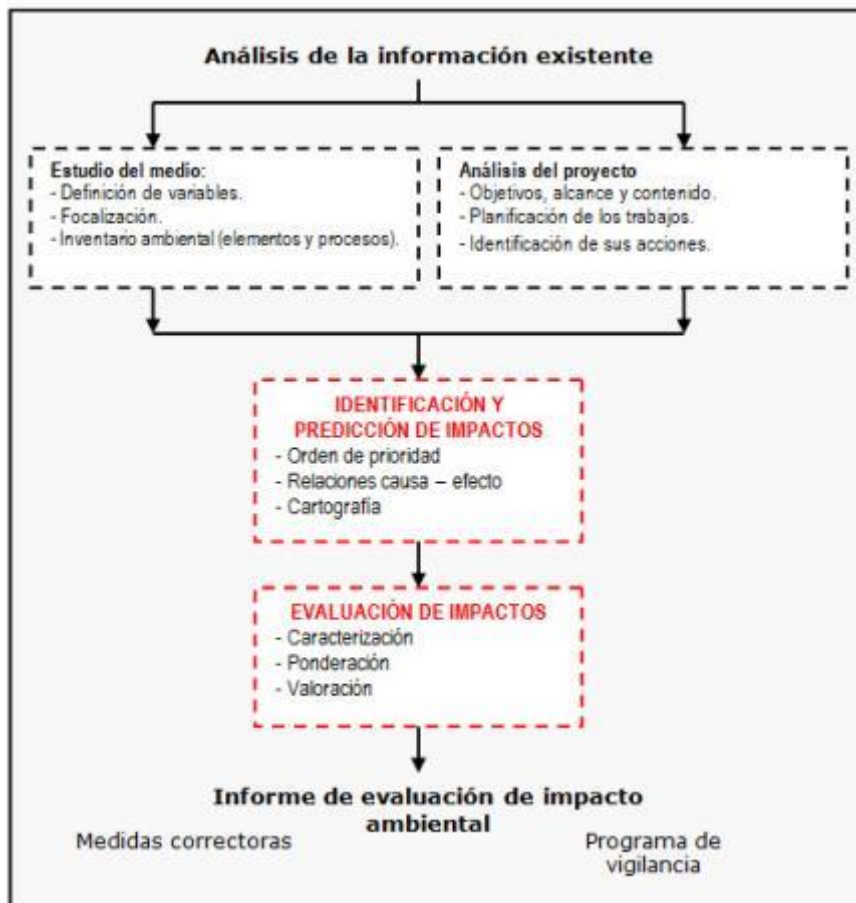 Análisis de la información existente
Estudio del medio:
- Definición de variables.
- Focalización.
- Inventario ambiental (elementos y procesos).
Análisis del proyecto
- Objetivos, alcance y contenido.
- Planificación de los trabajos.
- Identificación de sus acciones.
IDENTIFICACIÓN Y
PREDICCIÓN DE IMPACTOS
- Orden de prioridad
- Relaciones causa – efecto
- Cartografía
EVALUACIÓN DE IMPACTOS
- Caracterización
- Ponderación
- Valoración
Informe de evaluación de impacto
ambiental
Medidas correctoras
Programa de
vigilancia